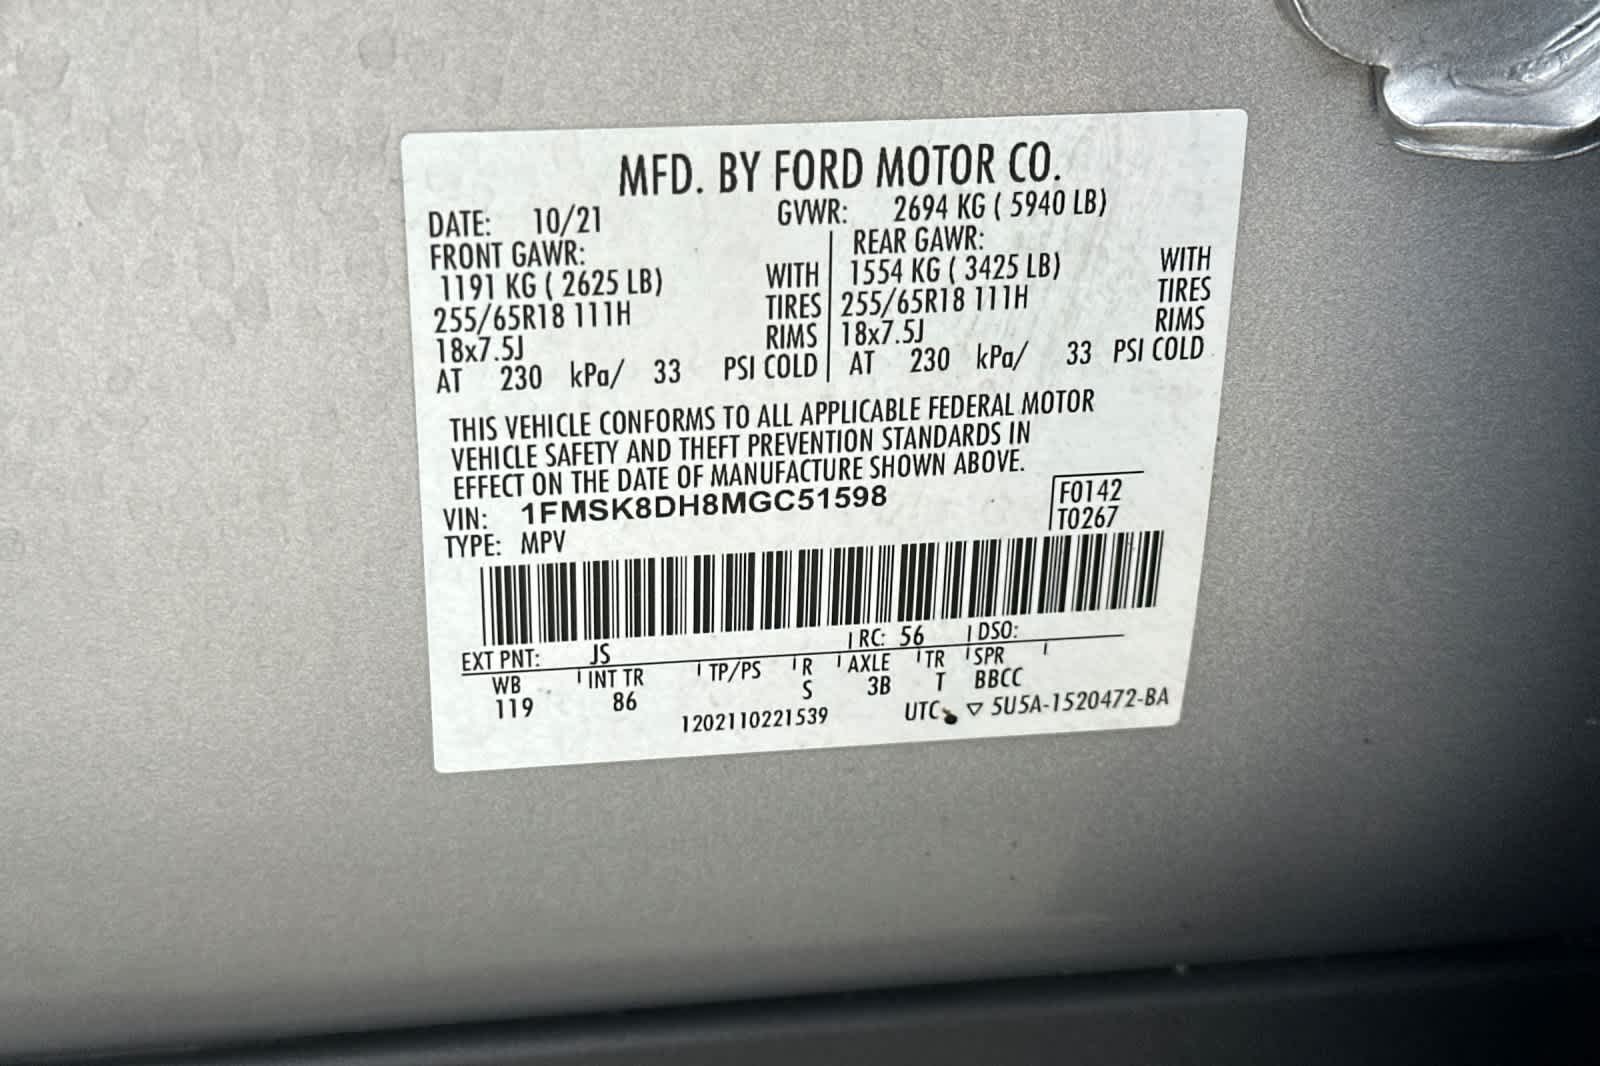 MFD. BY FORD MOTOR CO.
DATE: 10/21 GVWR: 2694 KG ( 5940 LB)
FRONT GAWR:
1191 KG ( 2625 LB) WITH
255/65R18 111H TIRES
18x7.5J RIMS
AT 230 kPa/ 33 PSI COLD
REAR GAWR:
1554 KG ( 3425 LB) WITH
255/65R18 111H TIRES
18x7.5J RIMS
AT 230 kPa/ 33 PSI COLD
THIS VEHICLE CONFORMS TO ALL APPLICABLE FEDERAL MOTOR
VEHICLE SAFETY AND THEFT PREVENTION STANDARDS IN
EFFECT ON THE DATE OF MANUFACTURE SHOWN ABOVE.
VIN: 1FMSK8DH8MGC51598
TYPE: MPV
F0142
T0267
EXT PNT: JS RC: 56 DSO:
WB INT TR TP/PS R AXLE TR SPR
119 86 S 3B T BBCC
1202110221539 UTC ▽ 5U5A-1520472-BA